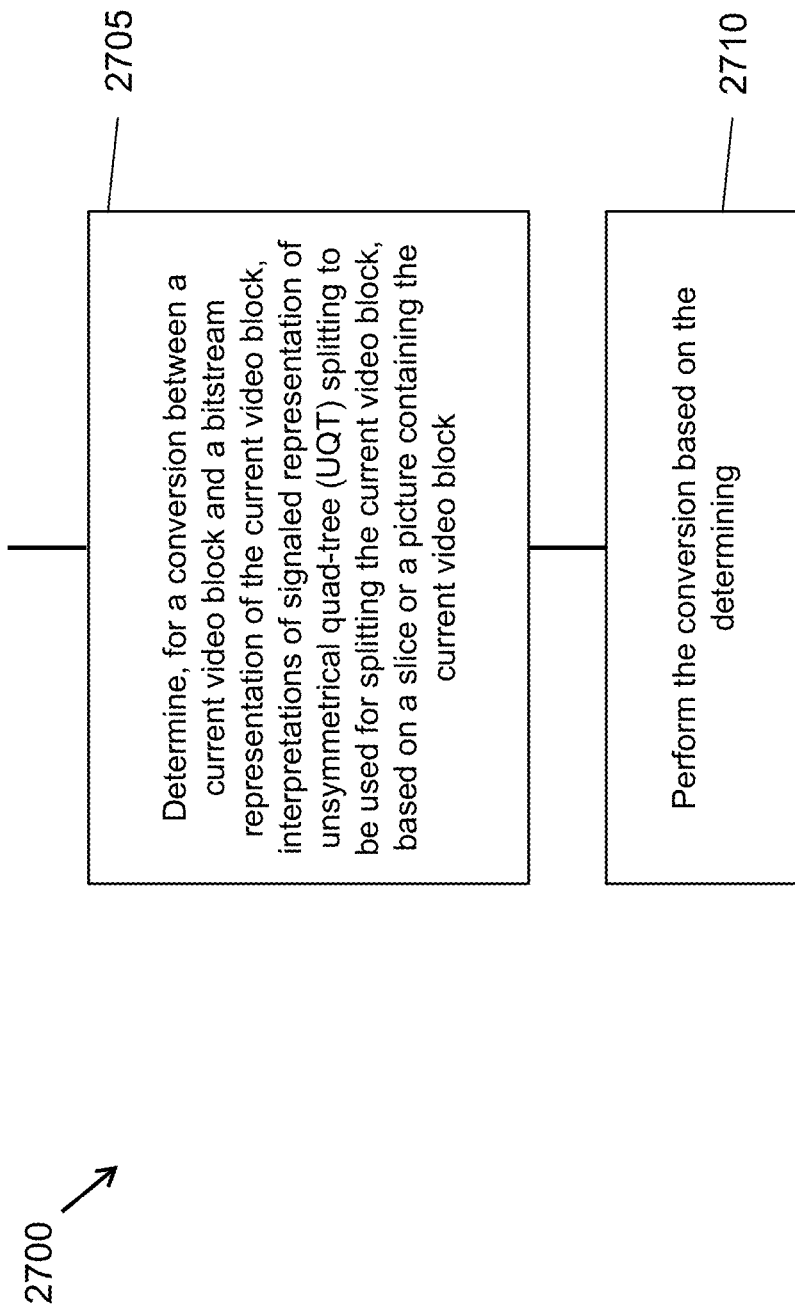 2700
2705
Determine, for a conversion between a
current video block and a bitstream
representation of the current video block,
interpretations of signaled representation of
unsymmetrical quad-tree (UQT) splitting to
be used for splitting the current video block,
based on a slice or a picture containing the
current video block
2710
Perform the conversion based on the
determining